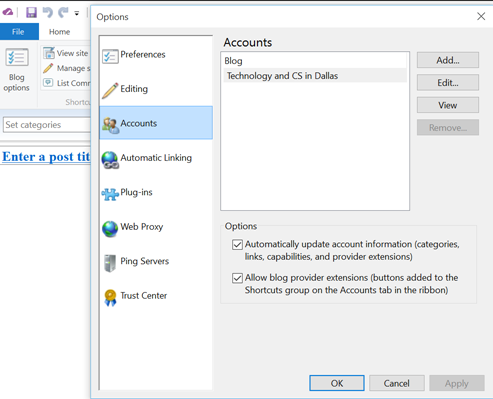 Options
File
Home
Blog
options
View site
Manage s
List Comm
Shortc
Set categories
Enter a post tit
Preferences
Editing
Accounts
Automatic Linking
Plug-ins
Web Proxy
Ping Servers
Trust Center
Accounts
Blog
Technology and CS in Dallas
Add...
Edit...
View
Remove...
Options
Automatically update account information (categories,
links, capabilities, and provider extensions)
Allow blog provider extensions (buttons added to the
Shortcuts group on the Accounts tab in the ribbon)
OK
Cancel
Apply